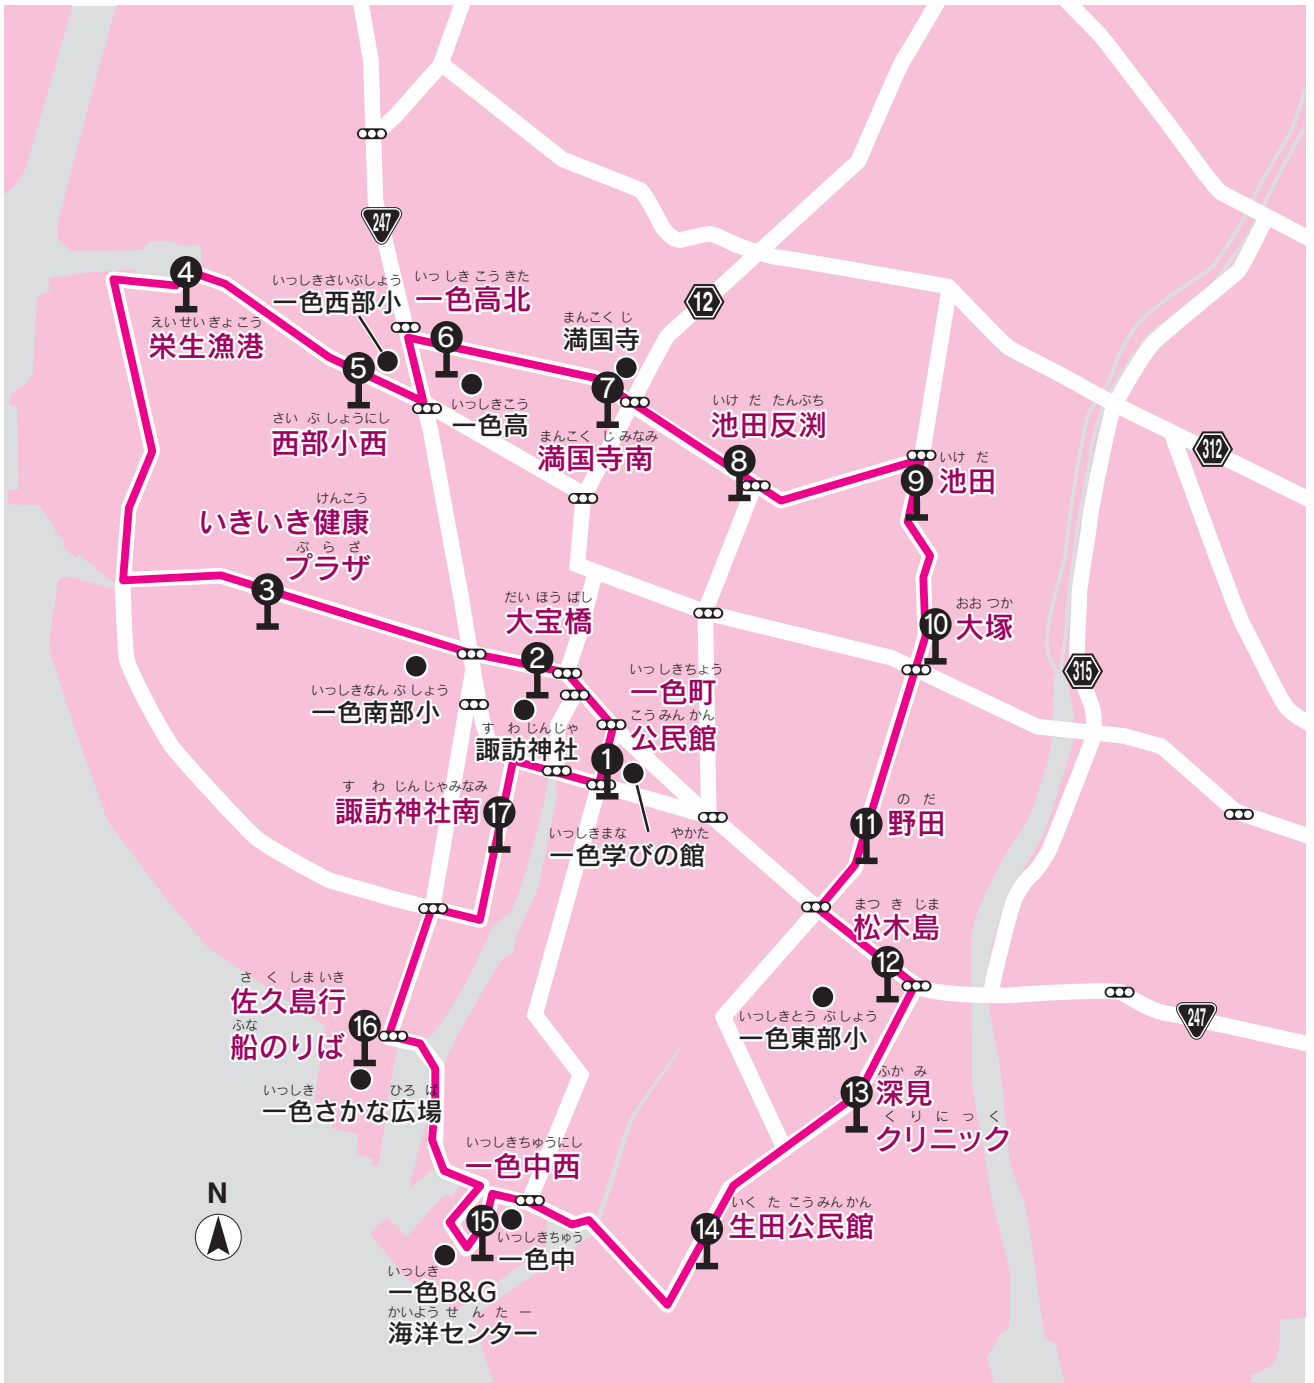 247
4
えいせいぎょこう
栄生漁港
いっしきさいぶしょう
一色西部小
いっしきこうきた
一色高北
6
12
まんこくじ
満国寺
5
さいぶしょうにし
西部小西
いっしきこう
一色高
7
まんこくじみなみ
満国寺南
いけだたんぶち
池田反渕
8
312
いけだ
池田
9
けんこう
いきいき健康
ぷらざ
プラザ
3
だいほうばし
大宝橋
2
おおつか
大塚
10
315
いっしきなんぶしょう
一色南部小
いっしきちょう
一色町
こうみんかん
公民館
1
すわじんじゃ
諏訪神社
すわじんじゃみなみ
諏訪神社南
17
いっしきまな やかた
一色学びの館
のだ
野田
11
まつきじま
松木島
12
さくしまいき
佐久島行
ふな
船のりば
16
いっしきとうぶしょう
一色東部小
247
いっしき ひろば
一色さかな広場
ふかみ
深見
くりにっく
クリニック
13
いっしきちゅうにし
一色中西
N
15
いっしきちゅう
一色中
いくたこうみんかん
生田公民館
14
いっしき
一色B&G
かいようせんたー
海洋センター